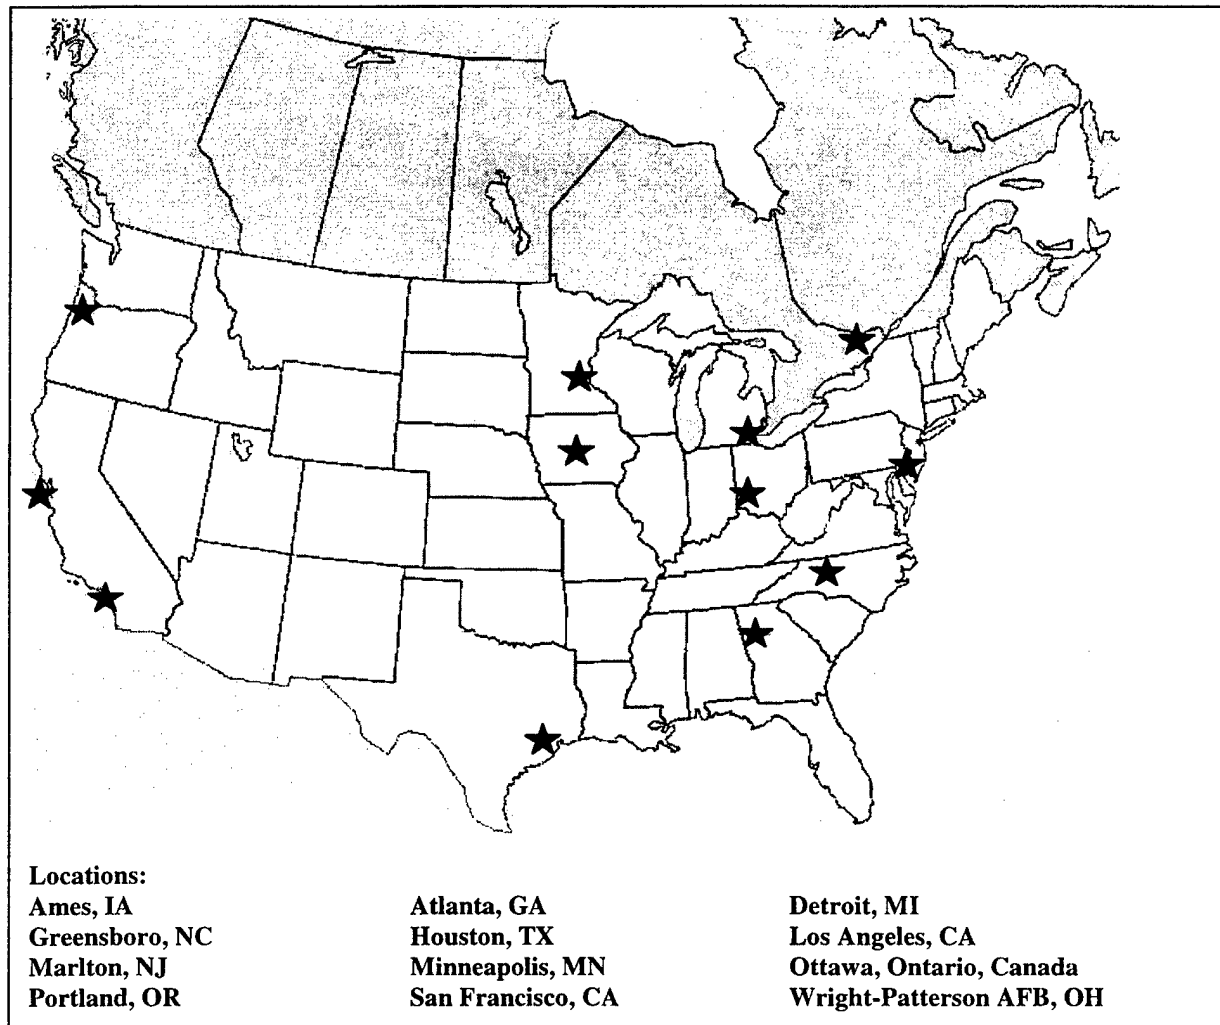 Locations:
Ames, IA
Greensboro, NC
Marlton, NJ
Portland, OR
Atlanta, GA
Houston, TX
Minneapolis, MN
San Francisco, CA
Detroit, MI
Los Angeles, CA
Ottawa, Ontario, Canada
Wright-Patterson AFB, OH